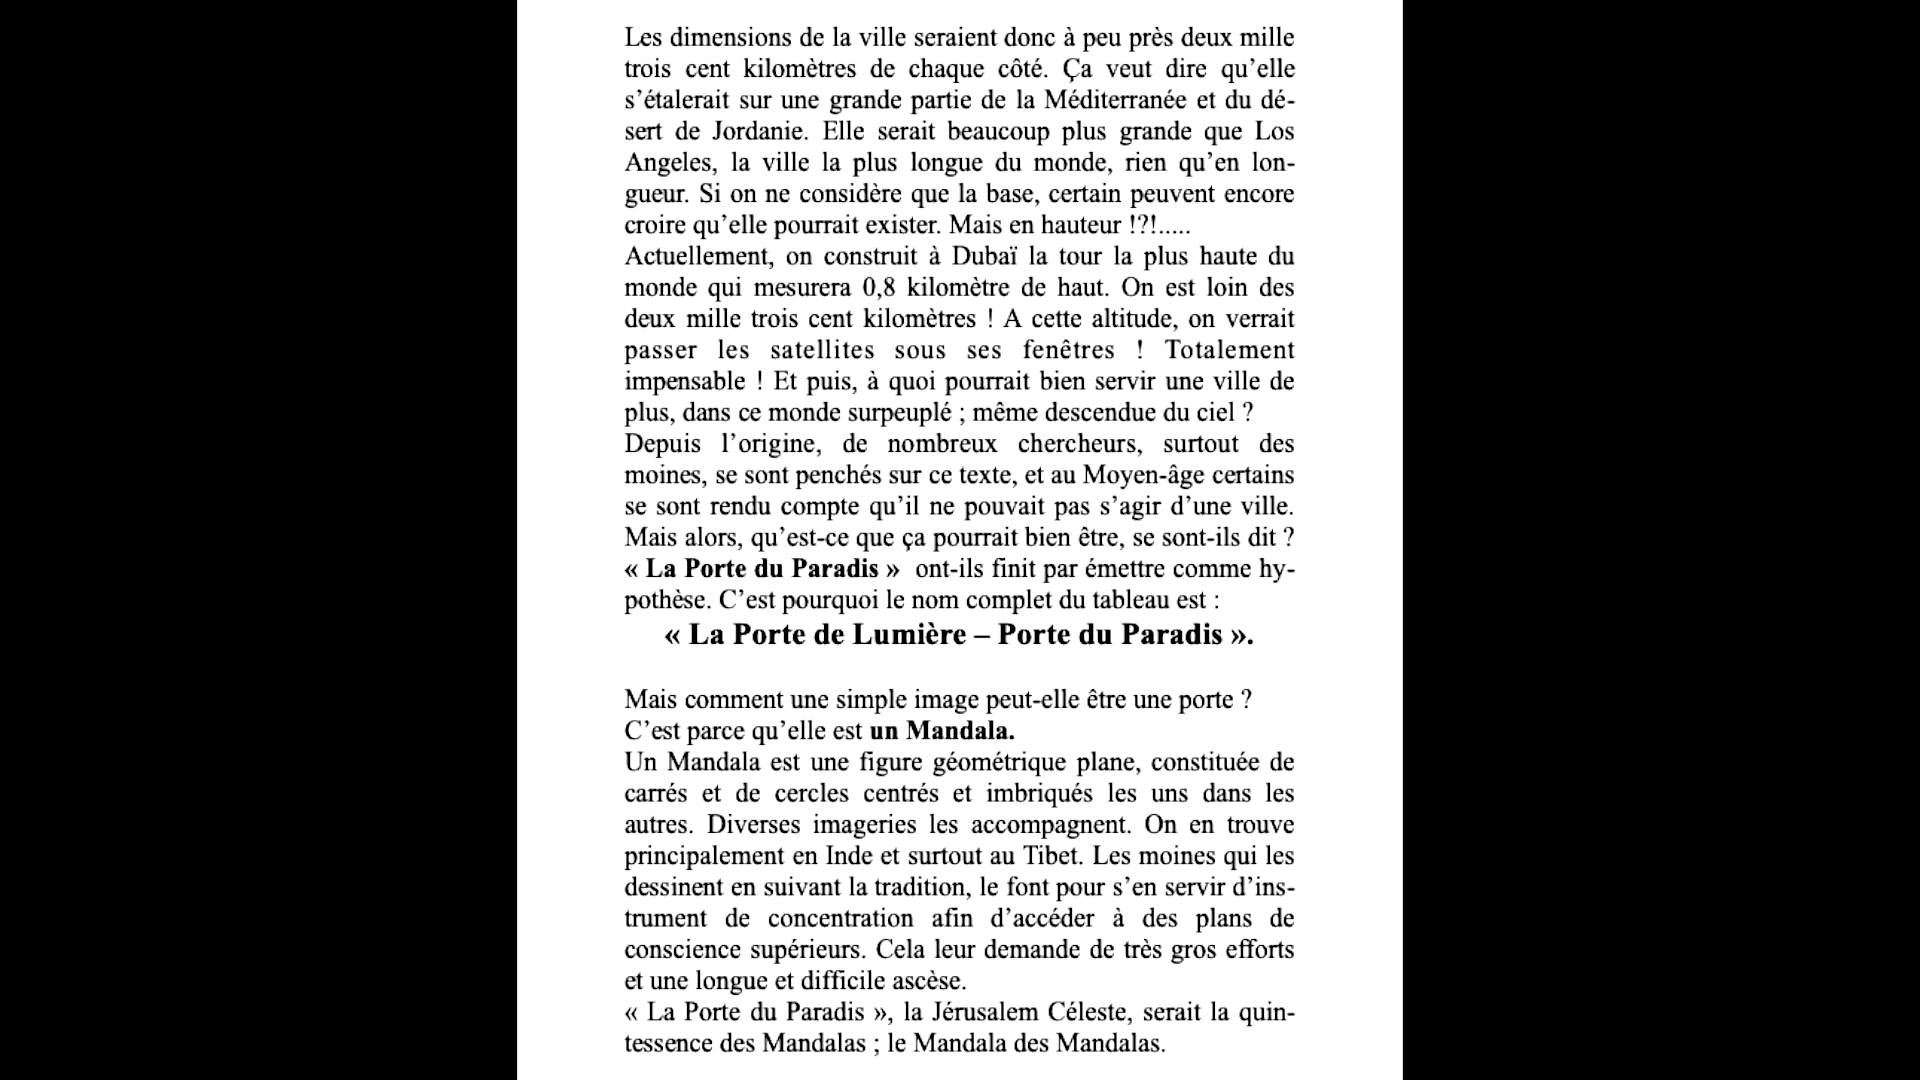 Les dimensions de la ville seraient donc à peu près deux mille
trois cent kilomètres de chaque côté. Ça veut dire qu’elle
s’étalerait sur une grande partie de la Méditerranée et du dé-
sert de Jordanie. Elle serait beaucoup plus grande que Los
Angeles, la ville la plus longue du monde, rien qu’en lon-
gueur. Si on ne considère que la base, certain peuvent encore
croire qu’elle pourrait exister. Mais en hauteur !?!.....
Actuellement, on construit à Dubaï la tour la plus haute du
monde qui mesurera 0,8 kilomètre de haut. On est loin des
deux mille trois cent kilomètres ! A cette altitude, on verrait
passer les satellites sous ses fenêtres ! Totalement
impensable ! Et puis, à quoi pourrait bien servir une ville de
plus, dans ce monde surpeuplé ; même descendue du ciel ?
Depuis l’origine, de nombreux chercheurs, surtout des
moines, se sont penchés sur ce texte, et au Moyen-âge certains
se sont rendu compte qu’il ne pouvait pas s’agir d’une ville.
Mais alors, qu’est-ce que ça pourrait bien être, se sont-ils dit ?
« La Porte du Paradis » ont-ils finit par émettre comme hy-
pothèse. C’est pourquoi le nom complet du tableau est :
« La Porte de Lumière – Porte du Paradis ».
Mais comment une simple image peut-elle être une porte ?
C’est parce qu’elle est un Mandala.
Un Mandala est une figure géométrique plane, constituée de
carrés et de cercles centrés et imbriqués les uns dans les
autres. Diverses imageries les accompagnent. On en trouve
principalement en Inde et surtout au Tibet. Les moines qui les
dessinent en suivant la tradition, le font pour s’en servir d’ins-
trument de concentration afin d’accéder à des plans de
conscience supérieurs. Cela leur demande de très gros efforts
et une longue et difficile ascèse.
« La Porte du Paradis », la Jérusalem Céleste, serait la quin-
tessence des Mandalas ; le Mandala des Mandalas.